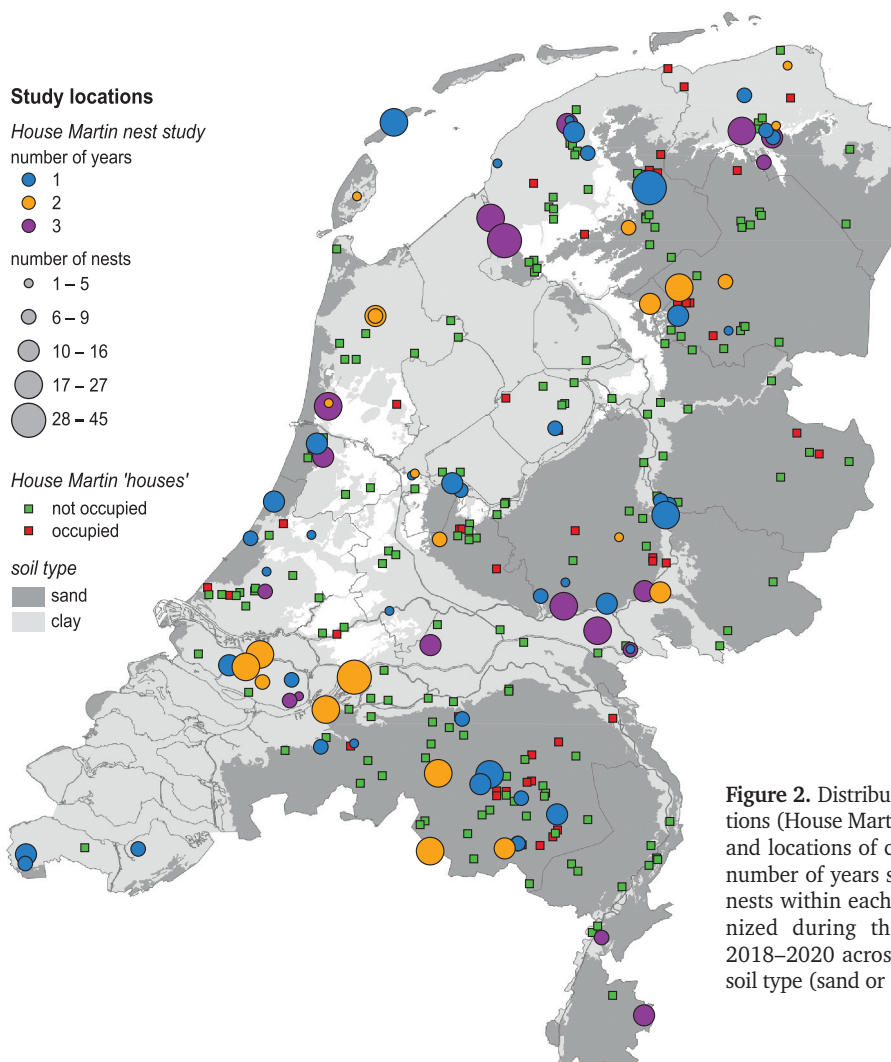 Study locations
House Martin nest study
number of years
1
2
3
number of nests
1 – 5
6 – 9
10 – 16
17 – 27
28 – 45
House Martin 'houses'
not occupied
occupied
soil type
sand
clay
Figure 2. Distribu
tions (House Mart
and locations of c
number of years s
nests within each
nized during th
2018–2020 acros
soil type (sand or